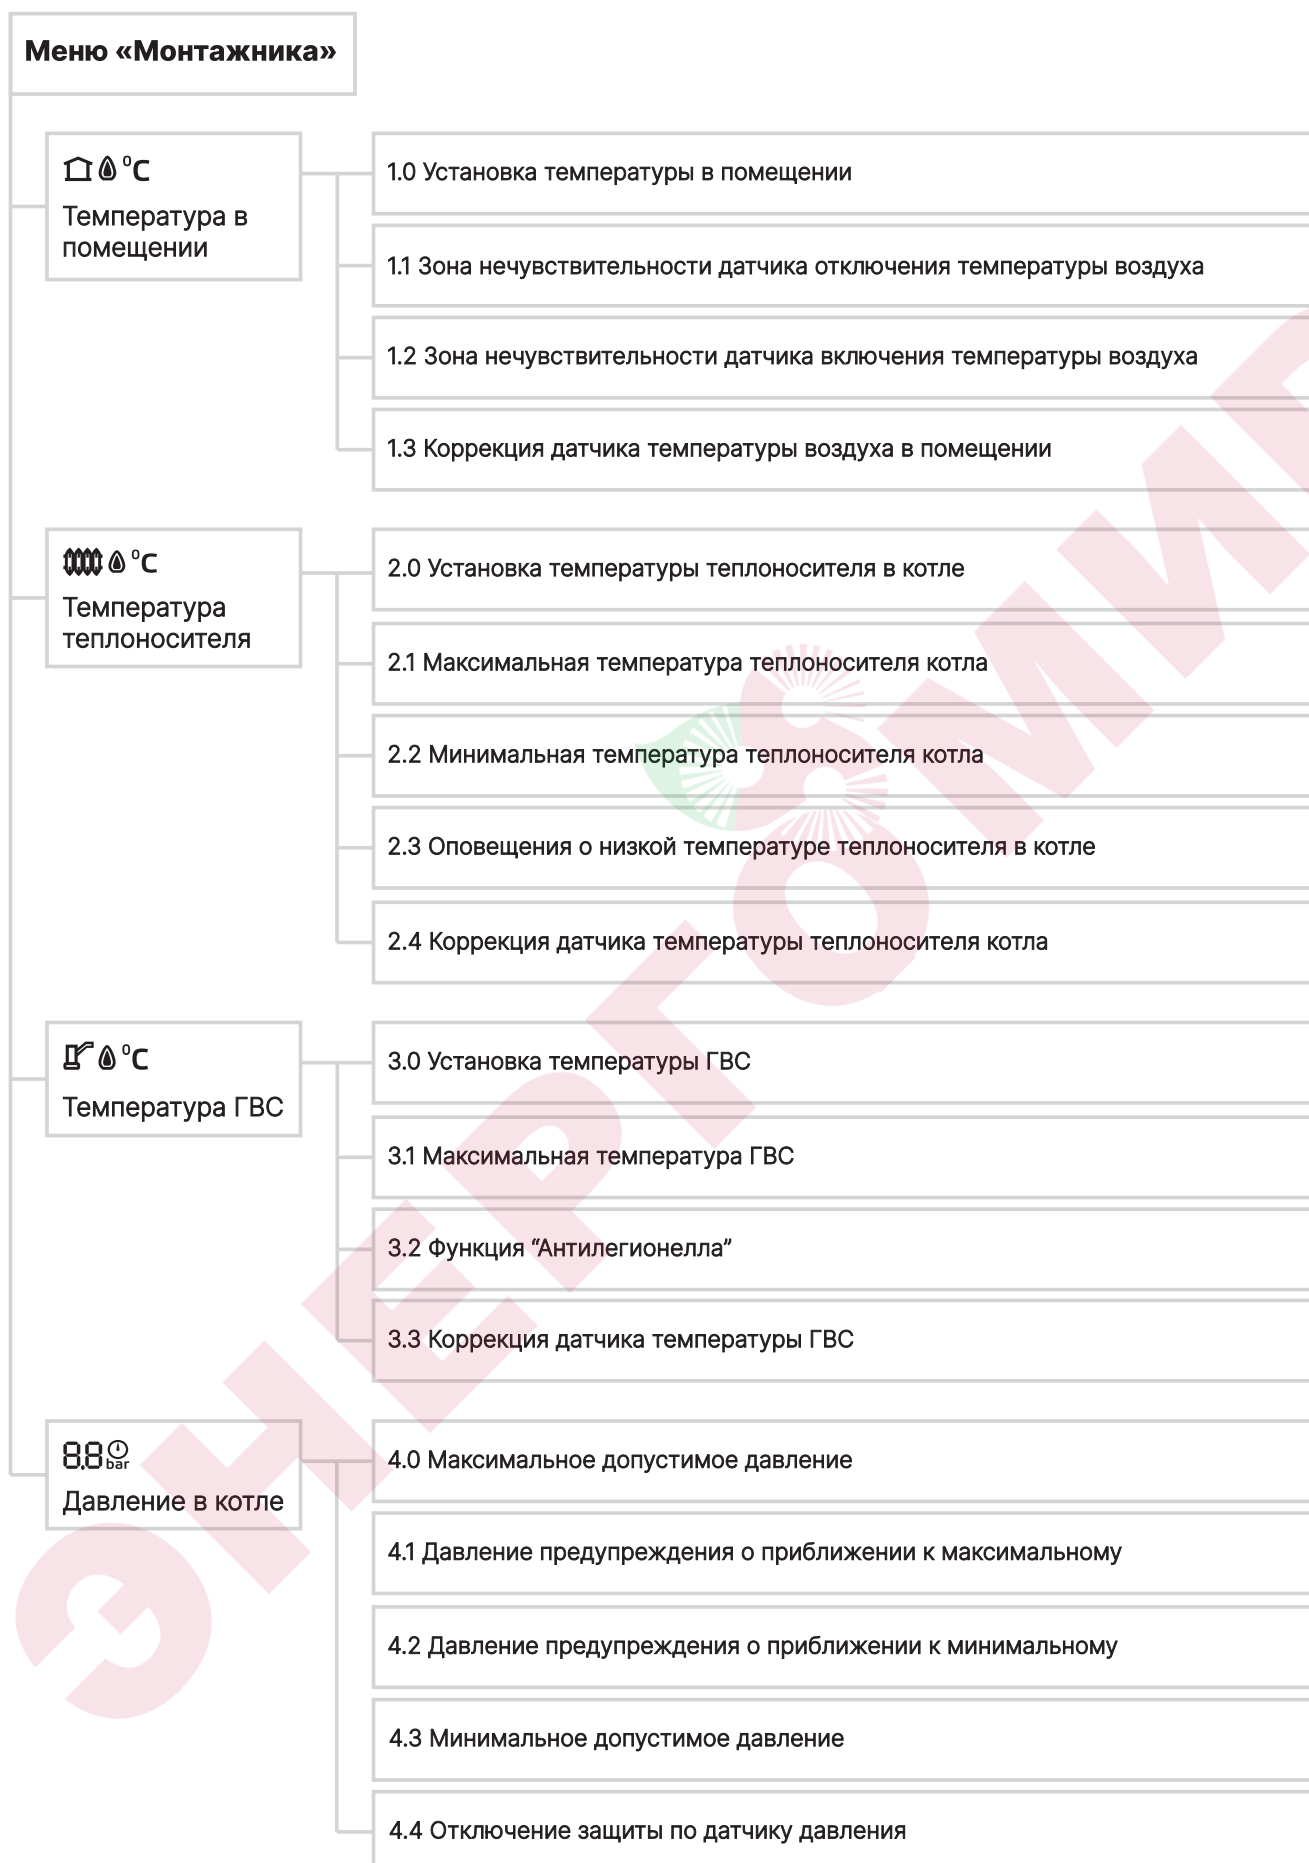 Меню «Монтажника»
°C
Температура в
помещении
1.0 Установка температуры в помещении
1.1 Зона нечувствительности датчика отключения температуры воздуха
1.2 Зона нечувствительности датчика включения температуры воздуха
1.3 Коррекция датчика температуры воздуха в помещении
°C
Температура
теплоносителя
2.0 Установка температуры теплоносителя в котле
2.1 Максимальная температура теплоносителя котла
2.2 Минимальная температура теплоносителя котла
2.3 Оповещения о низкой температуре теплоносителя в котле
2.4 Коррекция датчика температуры теплоносителя котла
°C
Температура ГВС
3.0 Установка температуры ГВС
3.1 Максимальная температура ГВС
3.2 Функция “Антилегионелла”
3.3 Коррекция датчика температуры ГВС
8.8 bar
Давление в котле
4.0 Максимальное допустимое давление
4.1 Давление предупреждения о приближении к максимальному
4.2 Давление предупреждения о приближении к минимальному
4.3 Минимальное допустимое давление
4.4 Отключение защиты по датчику давления
ЭНЕРГОМИР